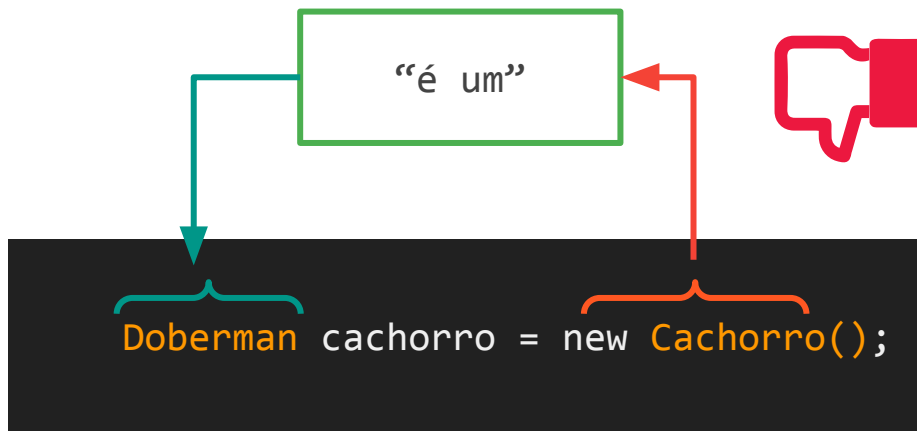 “é um”
Doberman cachorro = new Cachorro();